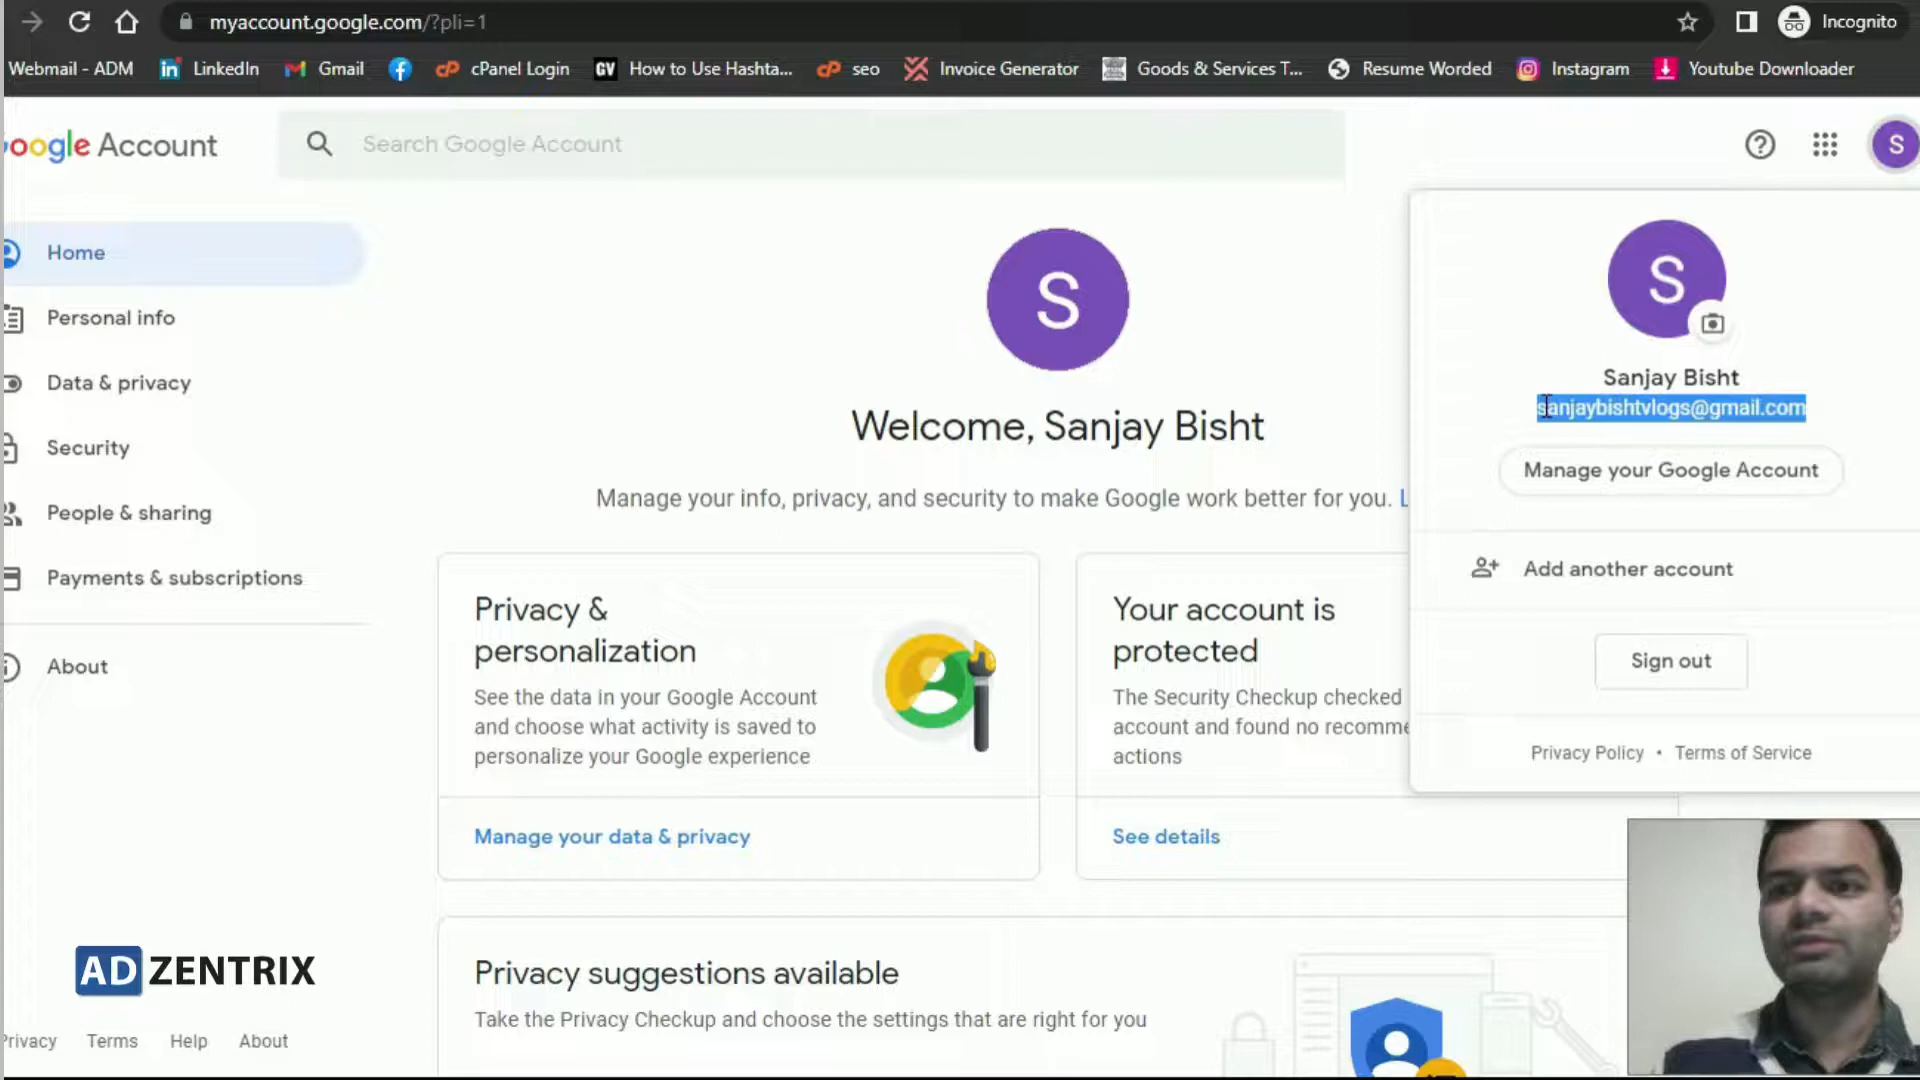 myaccount.google.com/?pli=1
Incognito
Webmail - ADM
LinkedIn
Gmail
cPanel Login
GV
How to Use Hashta...
cP
seo
Invoice Generator
Goods & Services T...
Resume Worded
Instagram
Youtube Downloader
oogle Account
Search Google Account
S
Home
Personal info
Data & privacy
Security
People & sharing
Payments & subscriptions
About
S
Welcome, Sanjay Bisht
Manage your info, privacy, and security to make Google work better for you. L
Privacy &
personalization
See the data in your Google Account
and choose what activity is saved to
personalize your Google experience
Manage your data & privacy
Your account is
protected
The Security Checkup checked
account and found no recomme
actions
See details
Privacy suggestions available
Take the Privacy Checkup and choose the settings that are right for you
S
Sanjay Bisht
sanjaybishtvlogs@gmail.com
Manage your Google Account
Add another account
Sign out
Privacy Policy • Terms of Service
AD ZENTRIX
Privacy
Terms
Help
About